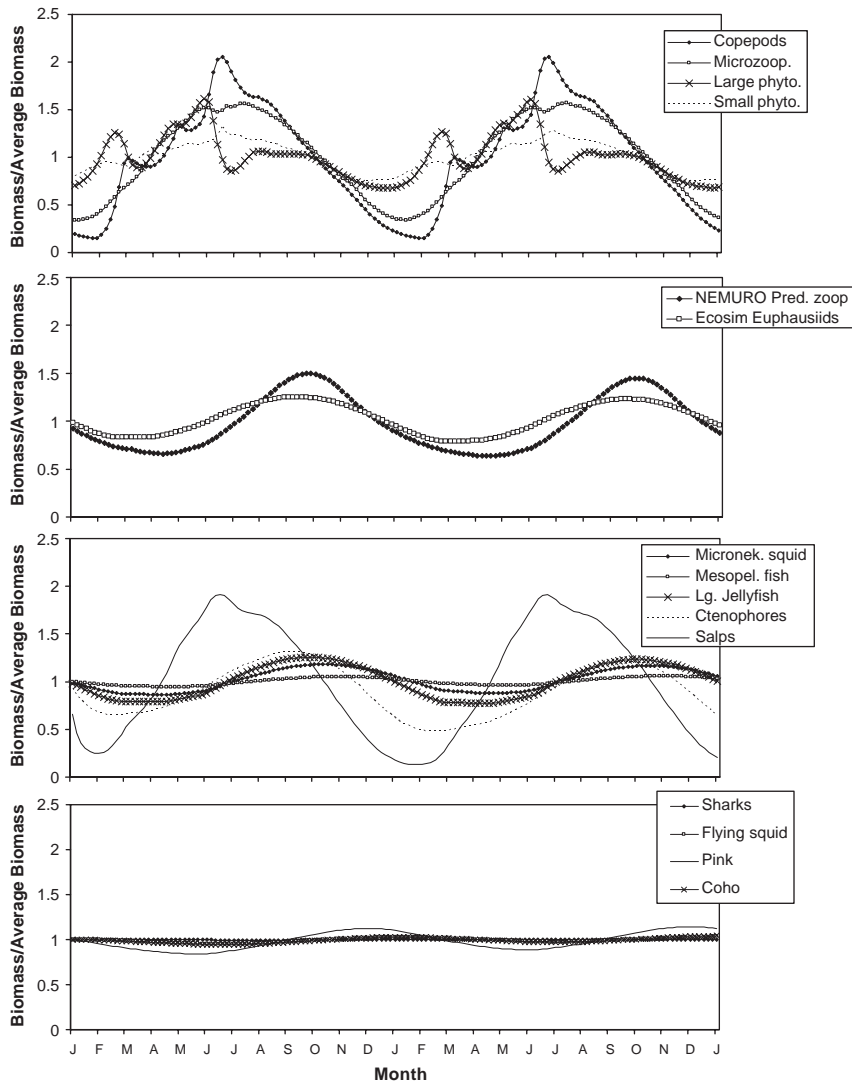 2.5
2
1.5
1
0.5
0
Biomass/Average Biomass
Copepods
Microzoop.
Large phyto.
Small phyto.
2.5
2
1.5
1
0.5
0
Biomass/Average Biomass
NEMURO Pred. zoop
Ecosim Euphausiids
2.5
2
1.5
1
0.5
0
Biomass/Average Biomass
Micronek. squid
Mesopel. fish
Lg. Jellyfish
Ctenophores
Salps
2.5
2
1.5
1
0.5
0
Biomass/Average Biomass
Sharks
Flying squid
Pink
Coho
J F M A M J J A S O N D J F M A M J J A S O N D J
Month